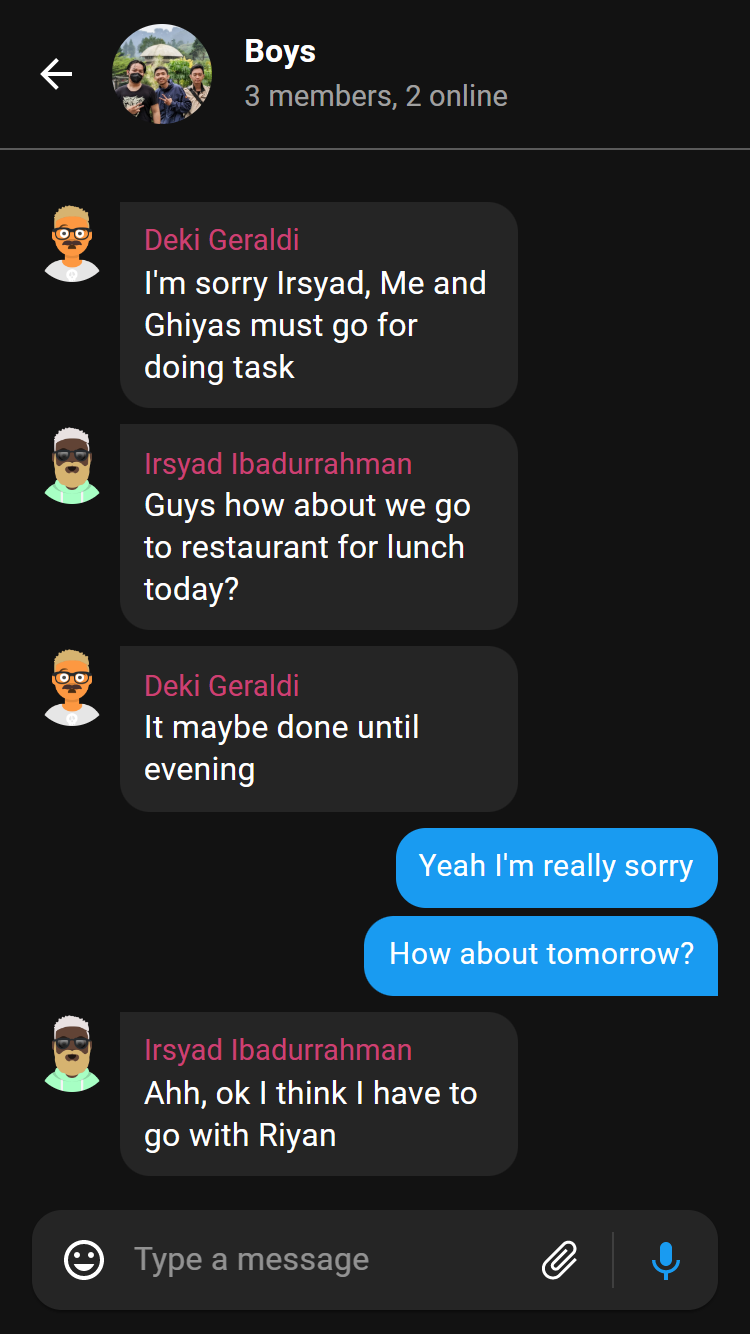 Boys
3 members, 2 online
Deki Geraldi
I'm sorry Irsyad, Me and
Ghiyas must go for
doing task
Irsyad Ibadurrahman
Guys how about we go
to restaurant for lunch
today?
Deki Geraldi
It maybe done until
evening
Yeah I'm really sorry
How about tomorrow?
Irsyad Ibadurrahman
Ahh, ok I think I have to
go with Riyan
Type a message